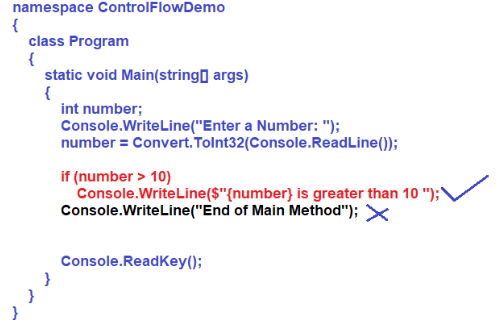 namespace ControlFlowDemo
{
class Program
{
static void Main(string[] args)
{
int number;
Console.WriteLine("Enter a Number: ");
number = Convert.ToInt32(Console.ReadLine());
if (number > 10)
Console.WriteLine($"{number} is greater than 10 ");
Console.WriteLine("End of Main Method");
Console.ReadKey();
}
}
}